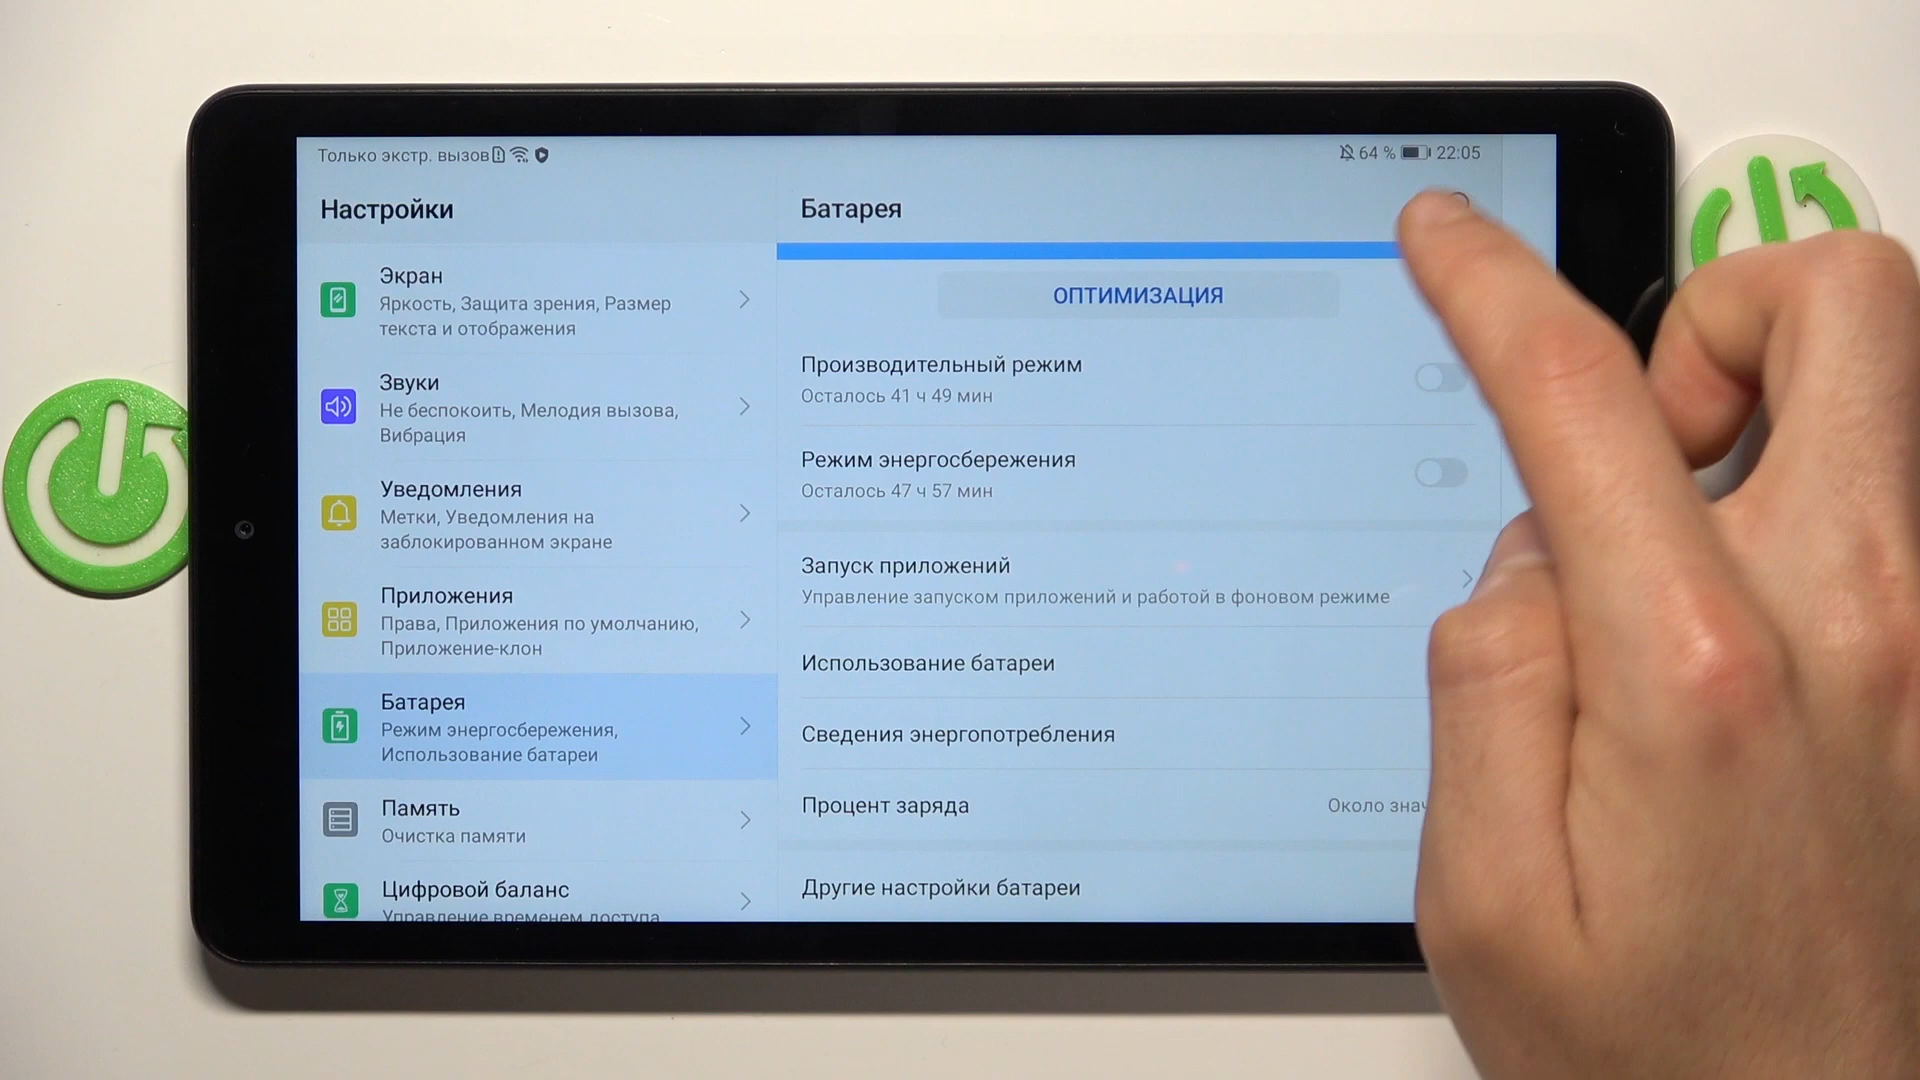 Только экстр. вызов
64 % 22:05
Настройки
Экран
Яркость, Защита зрения, Размер
текста и отображения
Звуки
Не беспокоить, Мелодия вызова,
Вибрация
Уведомления
Метки, Уведомления на
заблокированном экране
Приложения
Права, Приложения по умолчанию,
Приложение-клон
Батарея
Режим энергосбережения,
Использование батареи
Память
Очистка памяти
Цифровой баланс
Управление временем доступа
Батарея
ОПТИМИЗАЦИЯ
Производительный режим
Осталось 41 ч 49 мин
Режим энергосбережения
Осталось 47 ч 57 мин
Запуск приложений
Управление запуском приложений и работой в фоновом режиме
Использование батареи
Сведения энергопотребления
Процент заряда
Около
Другие настройки батареи